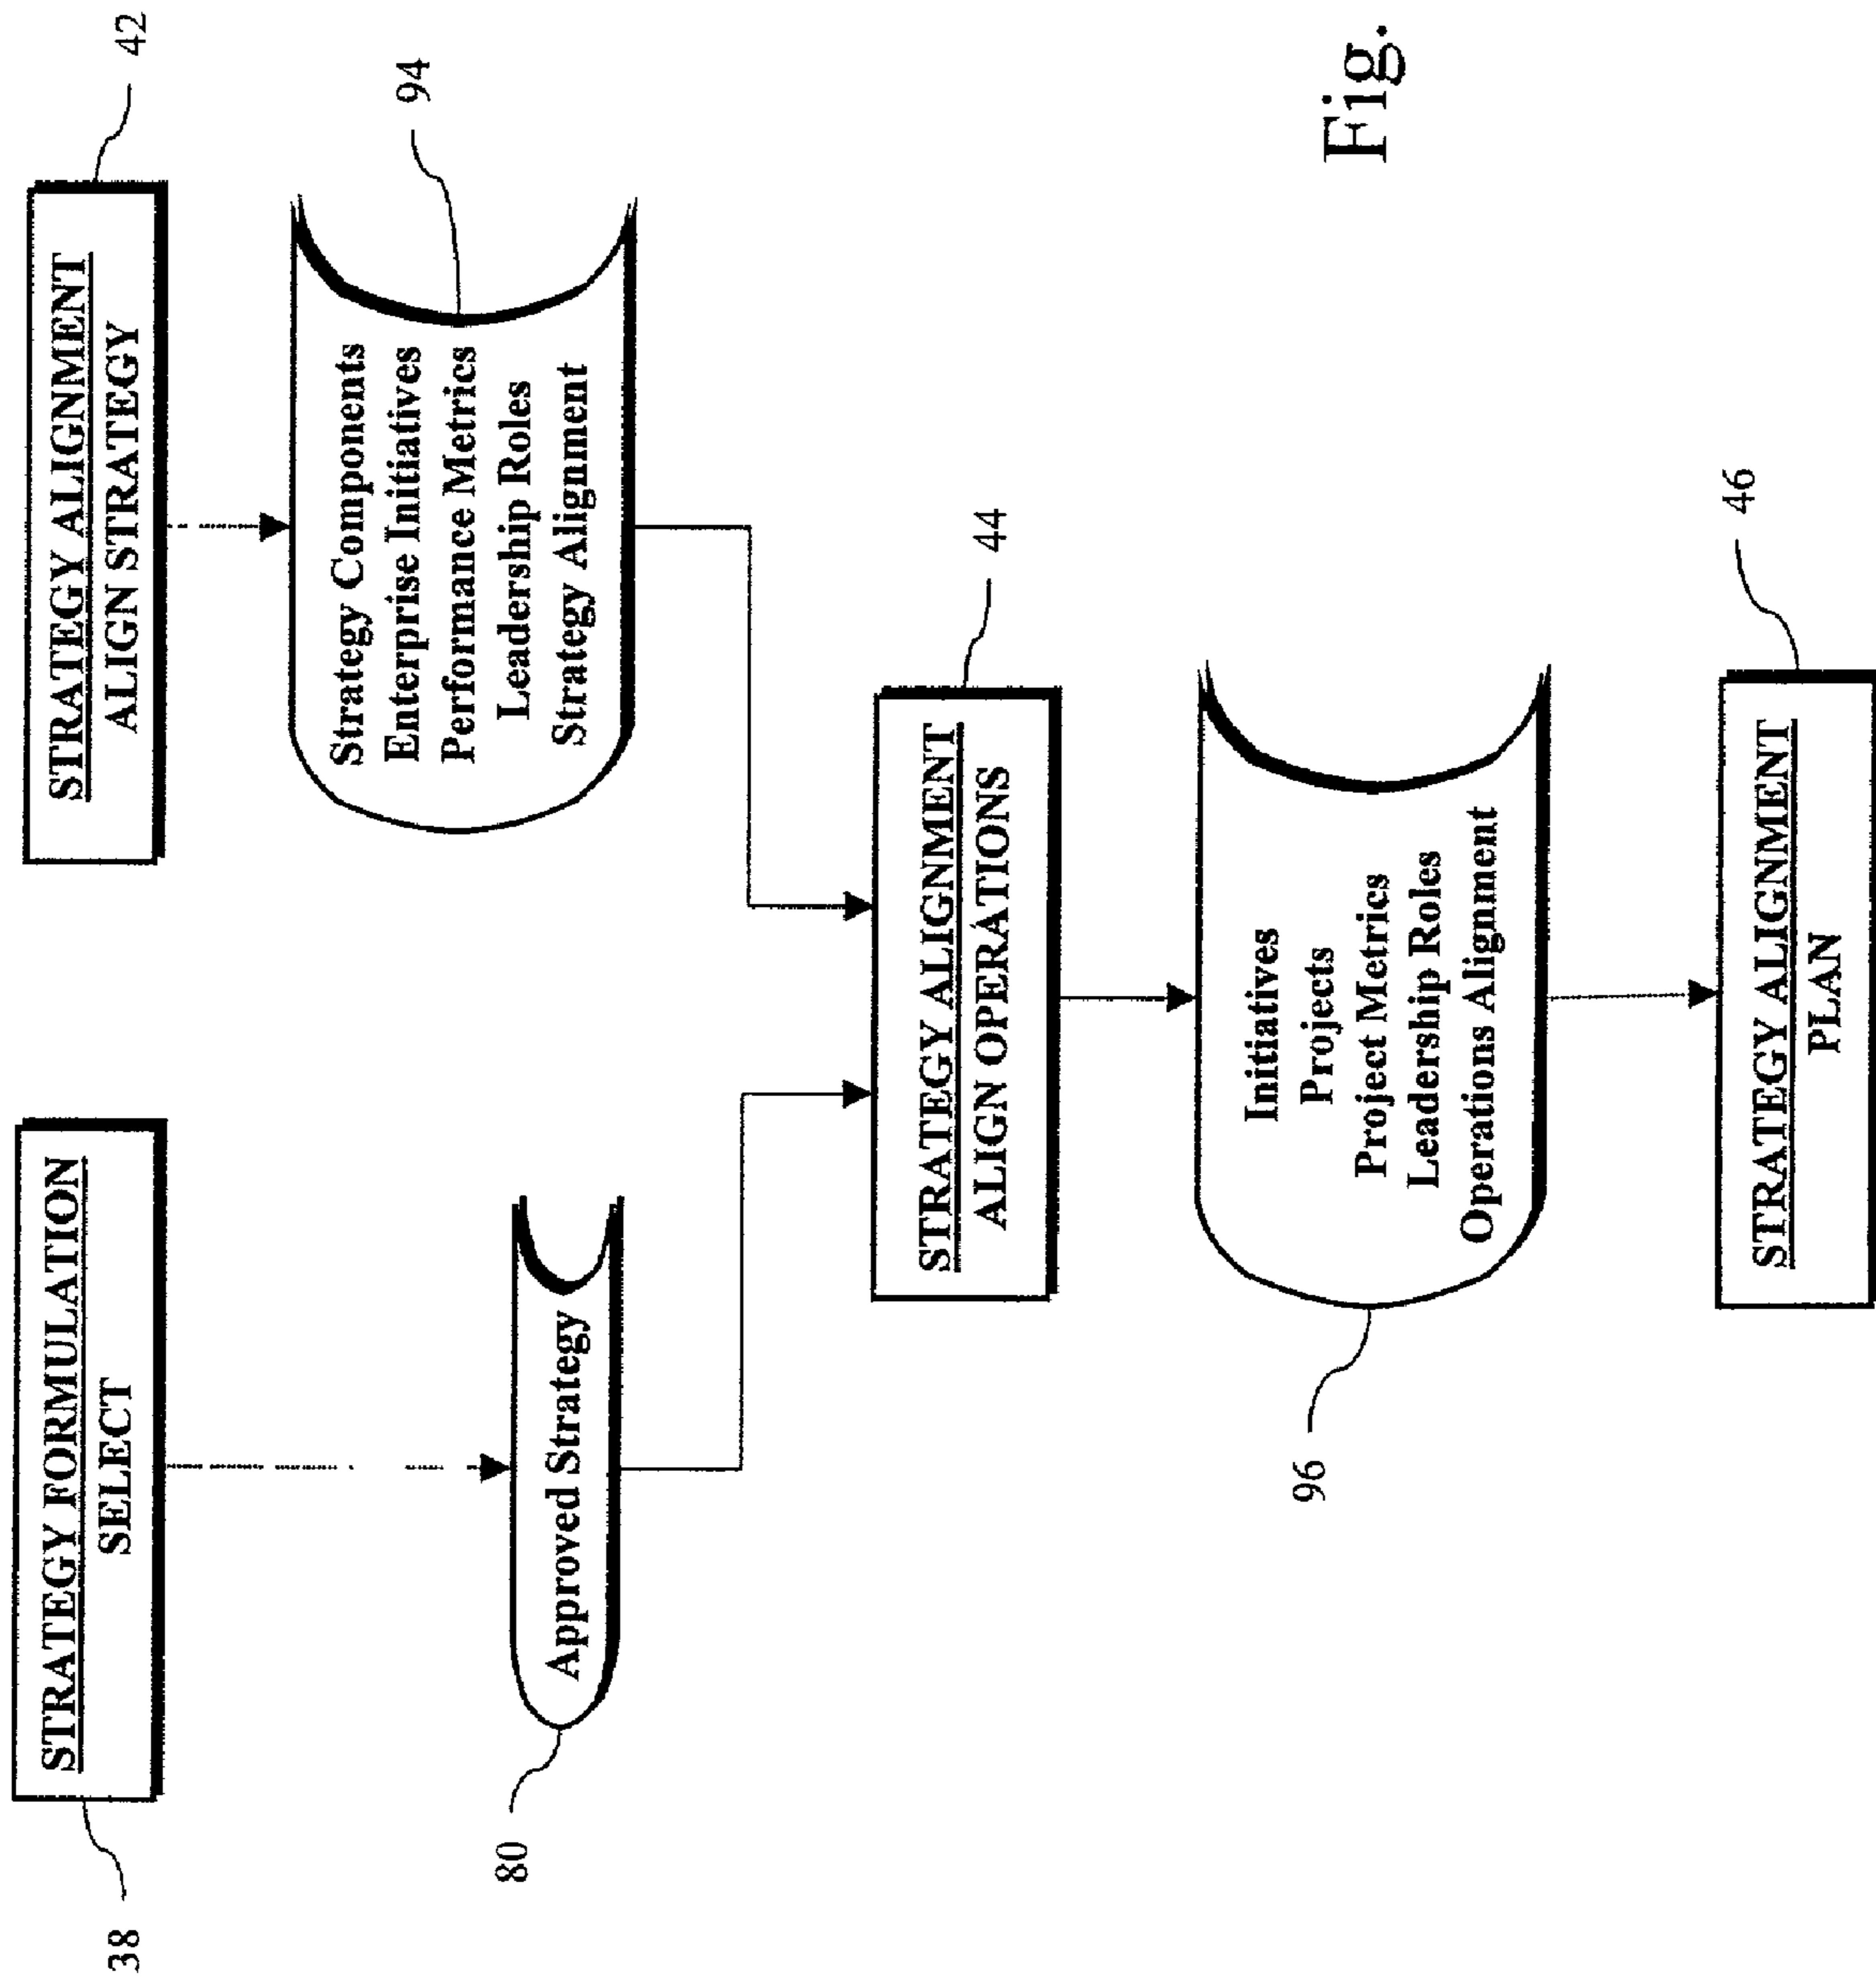 38
STRATEGY FORMULATION
SELECT
STRATEGY ALIGNMENT
ALIGN STRATEGY
42
80
Approved Strategy
Strategy Components
Enterprise Initiatives
Performance Metrics
Leadership Roles
Strategy Alignment
94
STRATEGY ALIGNMENT
ALIGN OPERATIONS
44
96
Initiatives
Projects
Project Metrics
Leadership Roles
Operations Alignment
STRATEGY ALIGNMENT
PLAN
46
Fig.